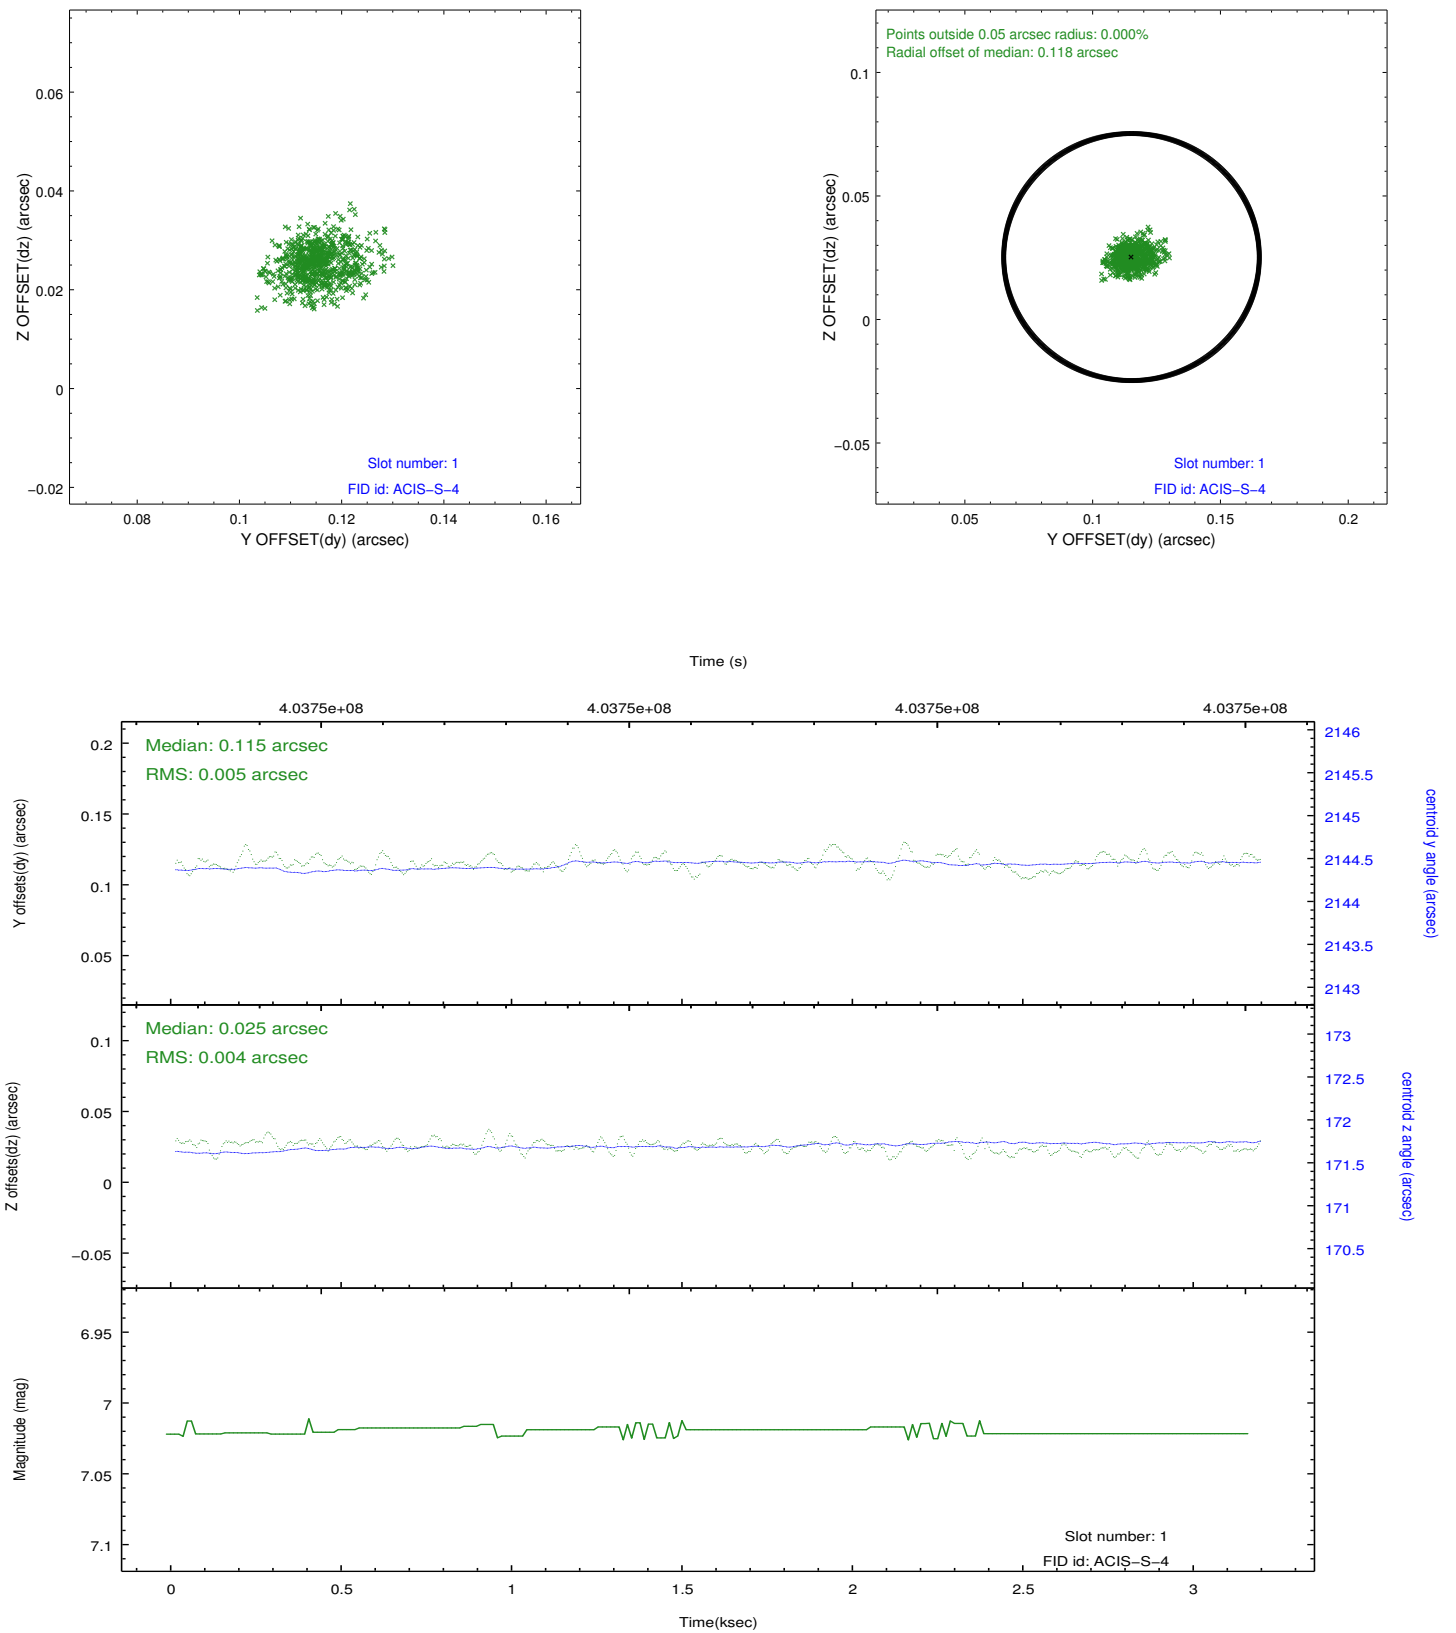 0.06
0.04
0.02
0
−0.02
Z OFFSET(dz) (arcsec)
Slot number: 1
FID id: ACIS−S−4
0.08 0.1 0.12 0.14 0.16
Y OFFSET(dy) (arcsec)
Points outside 0.05 arcsec radius: 0.000%
Radial offset of median: 0.118 arcsec
0.1
0.05
0
−0.05
Z OFFSET(dz) (arcsec)
Slot number: 1
FID id: ACIS−S−4
0.05 0.1 0.15 0.2
Y OFFSET(dy) (arcsec)
Time (s)
4.0375e+08 4.0375e+08 4.0375e+08 4.0375e+08
Median: 0.115 arcsec
RMS: 0.005 arcsec
0.2
0.15
0.1
0.05
Y offsets(dy) (arcsec)
2146
2145.5
2145
2144.5
2144
2143.5
2143
centroid y angle (arcsec)
Median: 0.025 arcsec
RMS: 0.004 arcsec
0.1
0.05
0
−0.05
Z offsets(dz) (arcsec)
173
172.5
172
171.5
171
170.5
centroid z angle (arcsec)
6.95
7
7.05
7.1
Magnitude (mag)
Slot number: 1
FID id: ACIS−S−4
0 0.5 1 1.5 2 2.5 3
Time(ksec)